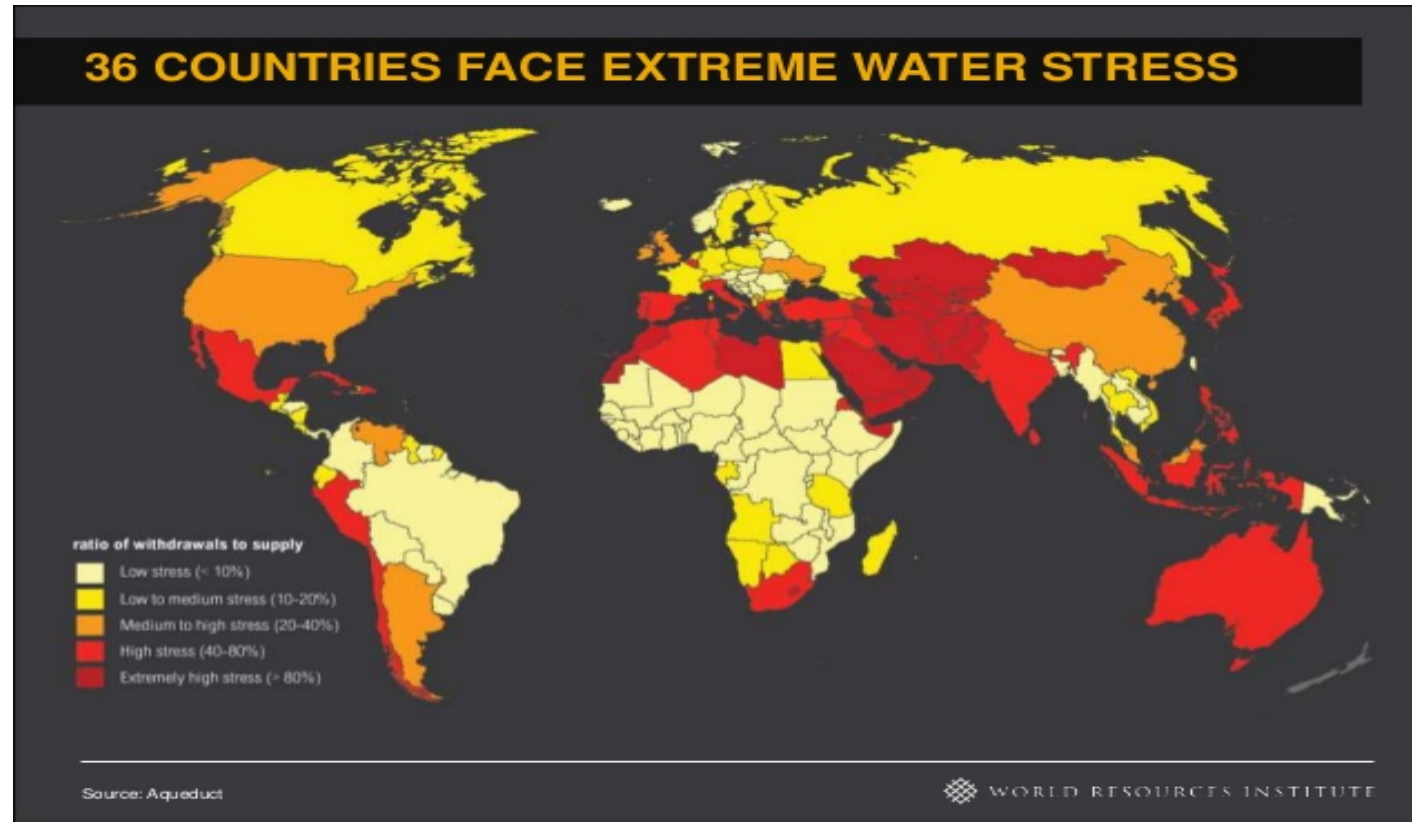 36 COUNTRIES FACE EXTREME WATER STRESS
ratio of withdrawals to supply
Low stress (< 10%)
Low to medium stress (10–20%)
Medium to high stress (20–40%)
High stress (40–80%)
Extremely high stress (> 80%)
Source: Aqueduct
WORLD RESOURCES INSTITUTE